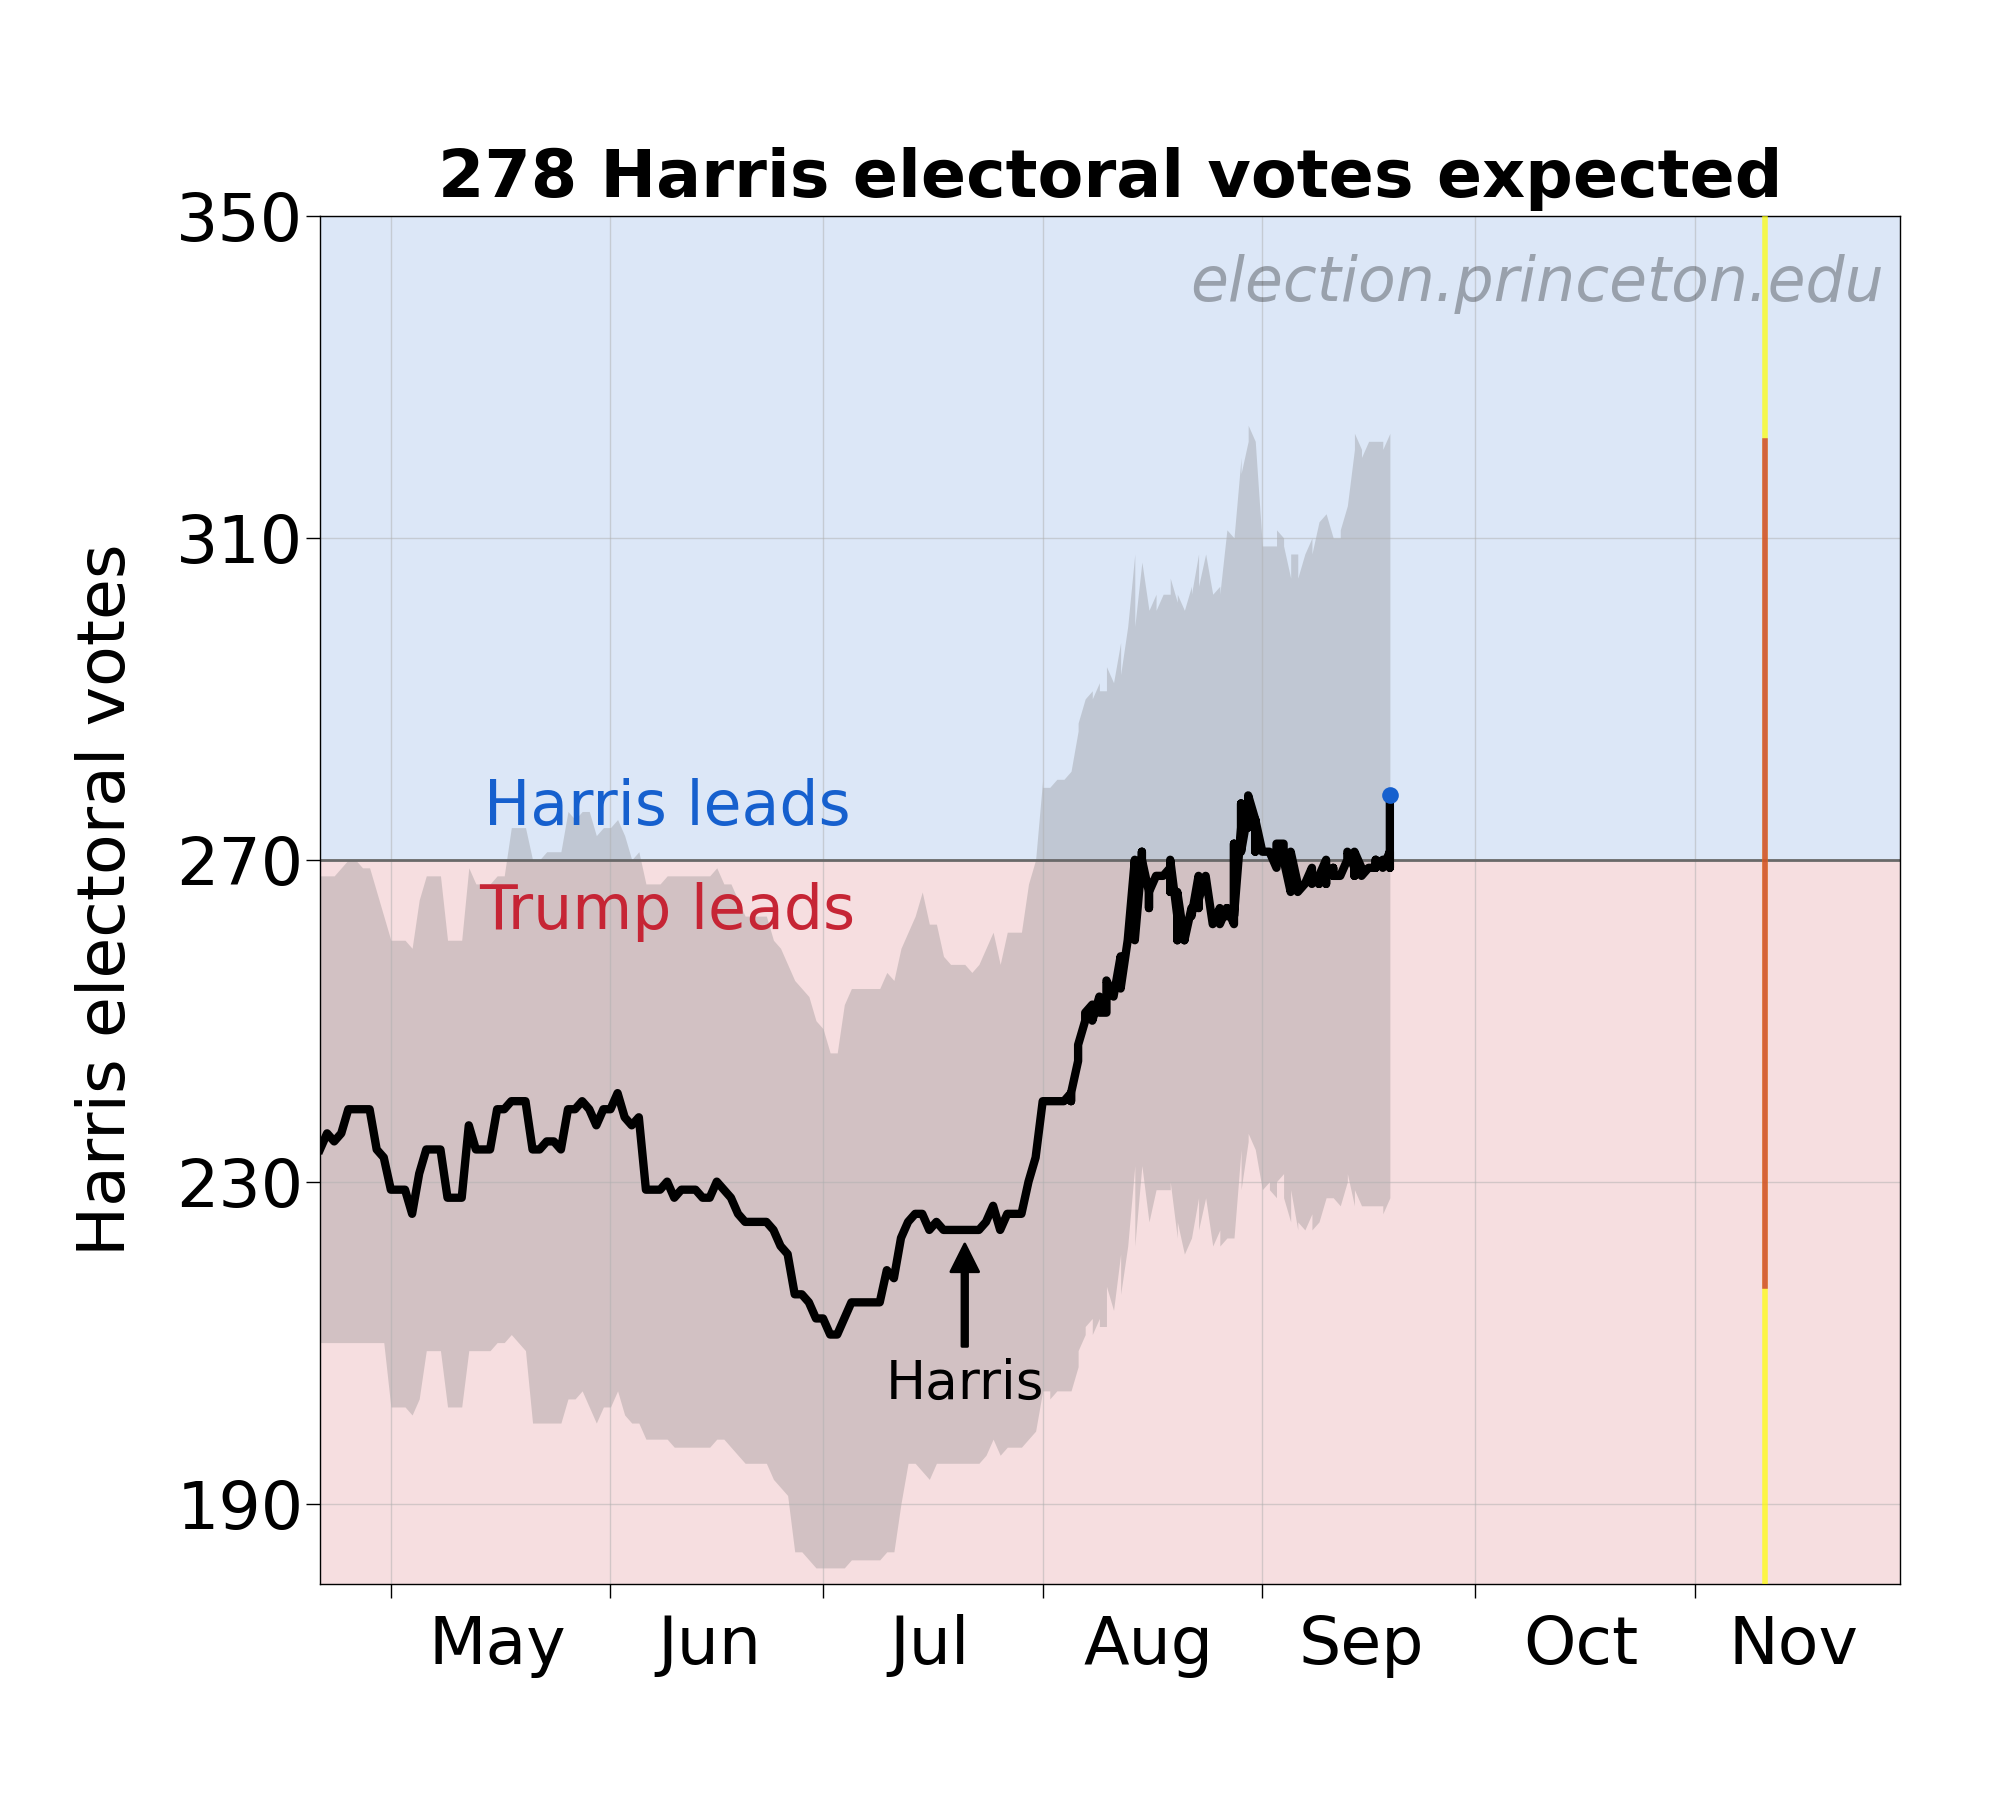 278 Harris electoral votes expected
350
election.princeton.edu
310
Harris electoral votes
Harris leads
270
Trump leads
230
Harris
190
May Jun Jul Aug Sep Oct Nov